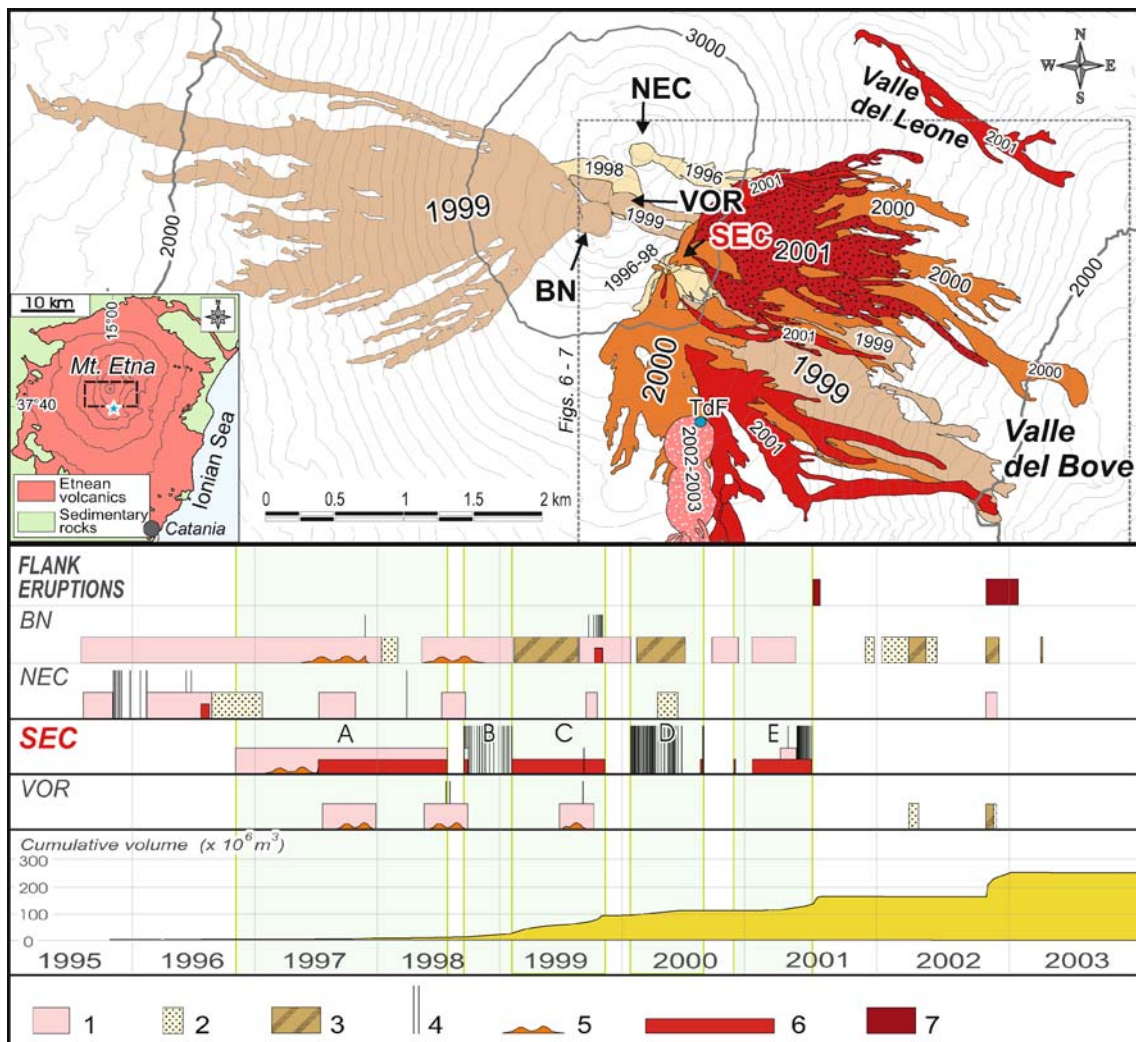 3000
N
W E
S
NEC
Valle
del Leone
2001
1998
1996
2001
2000
VOR
1999
1999
SEC
2001
2000
2000
1996-98
BN
2000
2000
2001
1999
1999
2000
Figs. 6 - 7
TdF
2001
2002-2003
Valle
del Bove
10 km
N
15°00
Mt. Etna
37°40
Ionian Sea
Etnean
volcanics
Sedimentary
rocks
Catania
0 0.5 1 2 km
FLANK
ERUPTIONS
BN
NEC
SEC
A B C D E
VOR
Cumulative volume (x 10⁶ m³)
300
200
100
0
1995 1996 1997 1998 1999 2000 2001 2002 2003
1 2 3 4 5 6 7